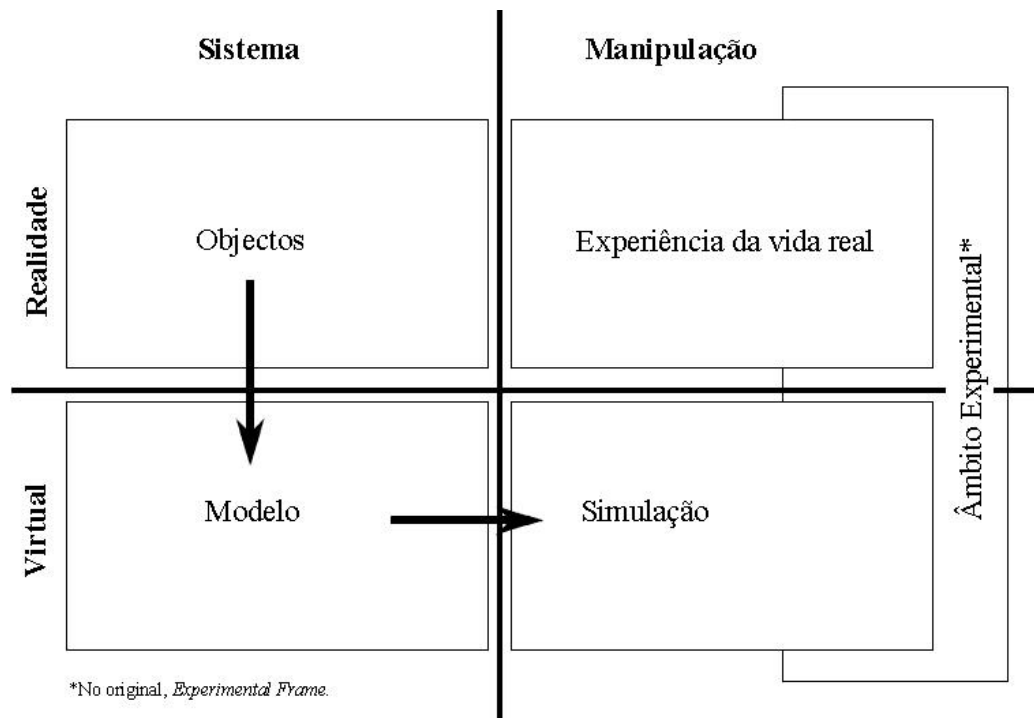 Sistema
Manipulação
Realidade
Objectos
Experiência da vida real
Âmbito Experimental*
Virtual
Modelo
Simulação
*No original, Experimental Frame.